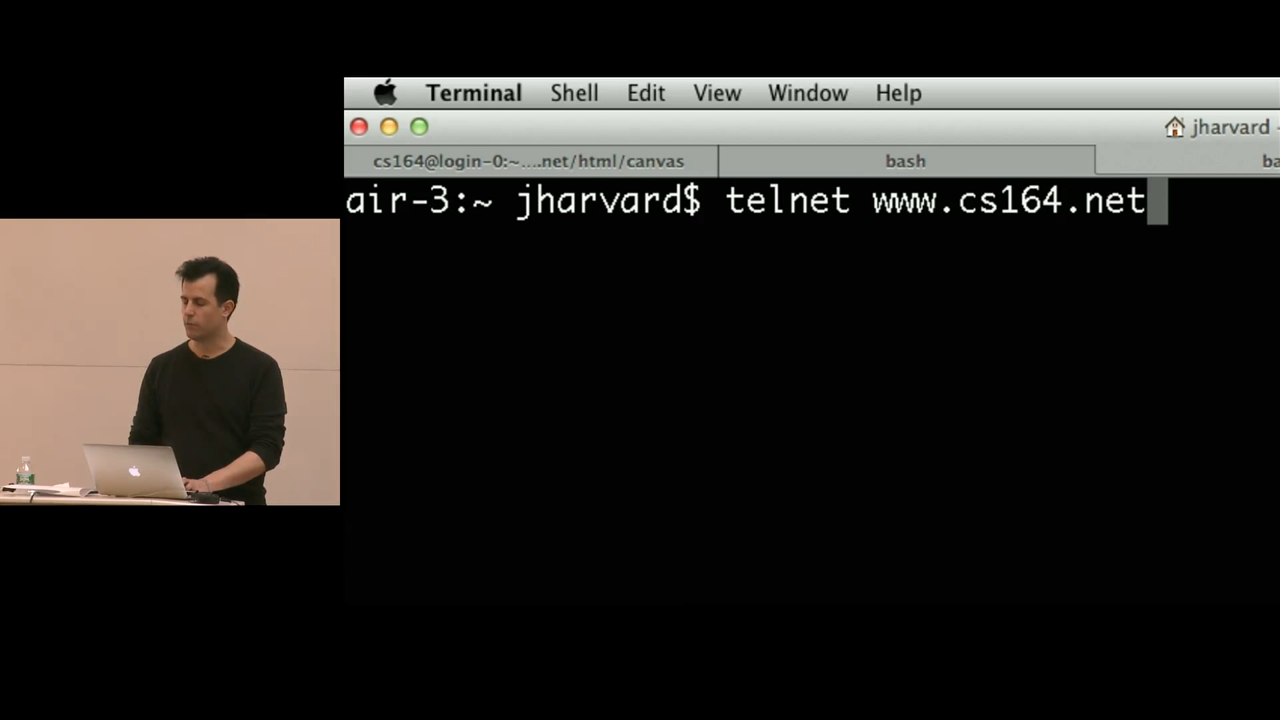 Terminal Shell Edit View Window Help
jharvard
cs164@login-0:~....net/html/canvas bash
air-3:~ jharvard$ telnet www.cs164.net